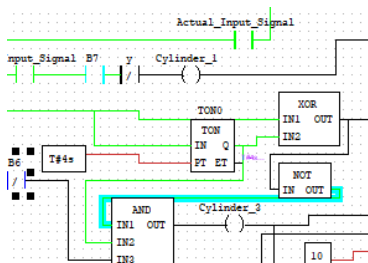 Actual_Input_Signal
nput_Signal B7 y Cylinder_1
/
TON0 XOR
TON IN1 OUT
IN Q IN2
B6 T#4s PT ET NOT
/ IN OUT
AND Cylinder_3
IN1 OUT
IN2 10
IN3